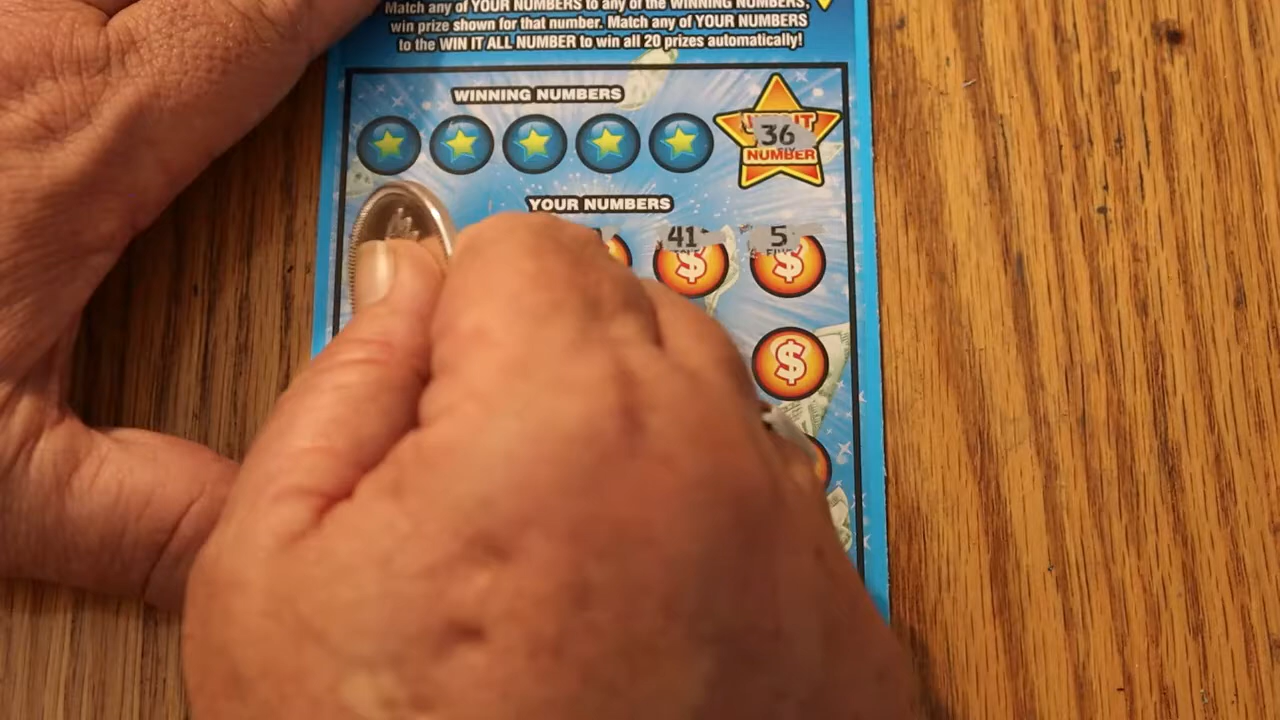 Match any of YOUR NUMBERS to any of the WINNING NUMBERS,
win prize shown for that number. Match any of YOUR NUMBERS
to the WIN IT ALL NUMBER to win all 20 prizes automatically!
WINNING NUMBERS
36
NUMBER
YOUR NUMBERS
41 5
$ $
$